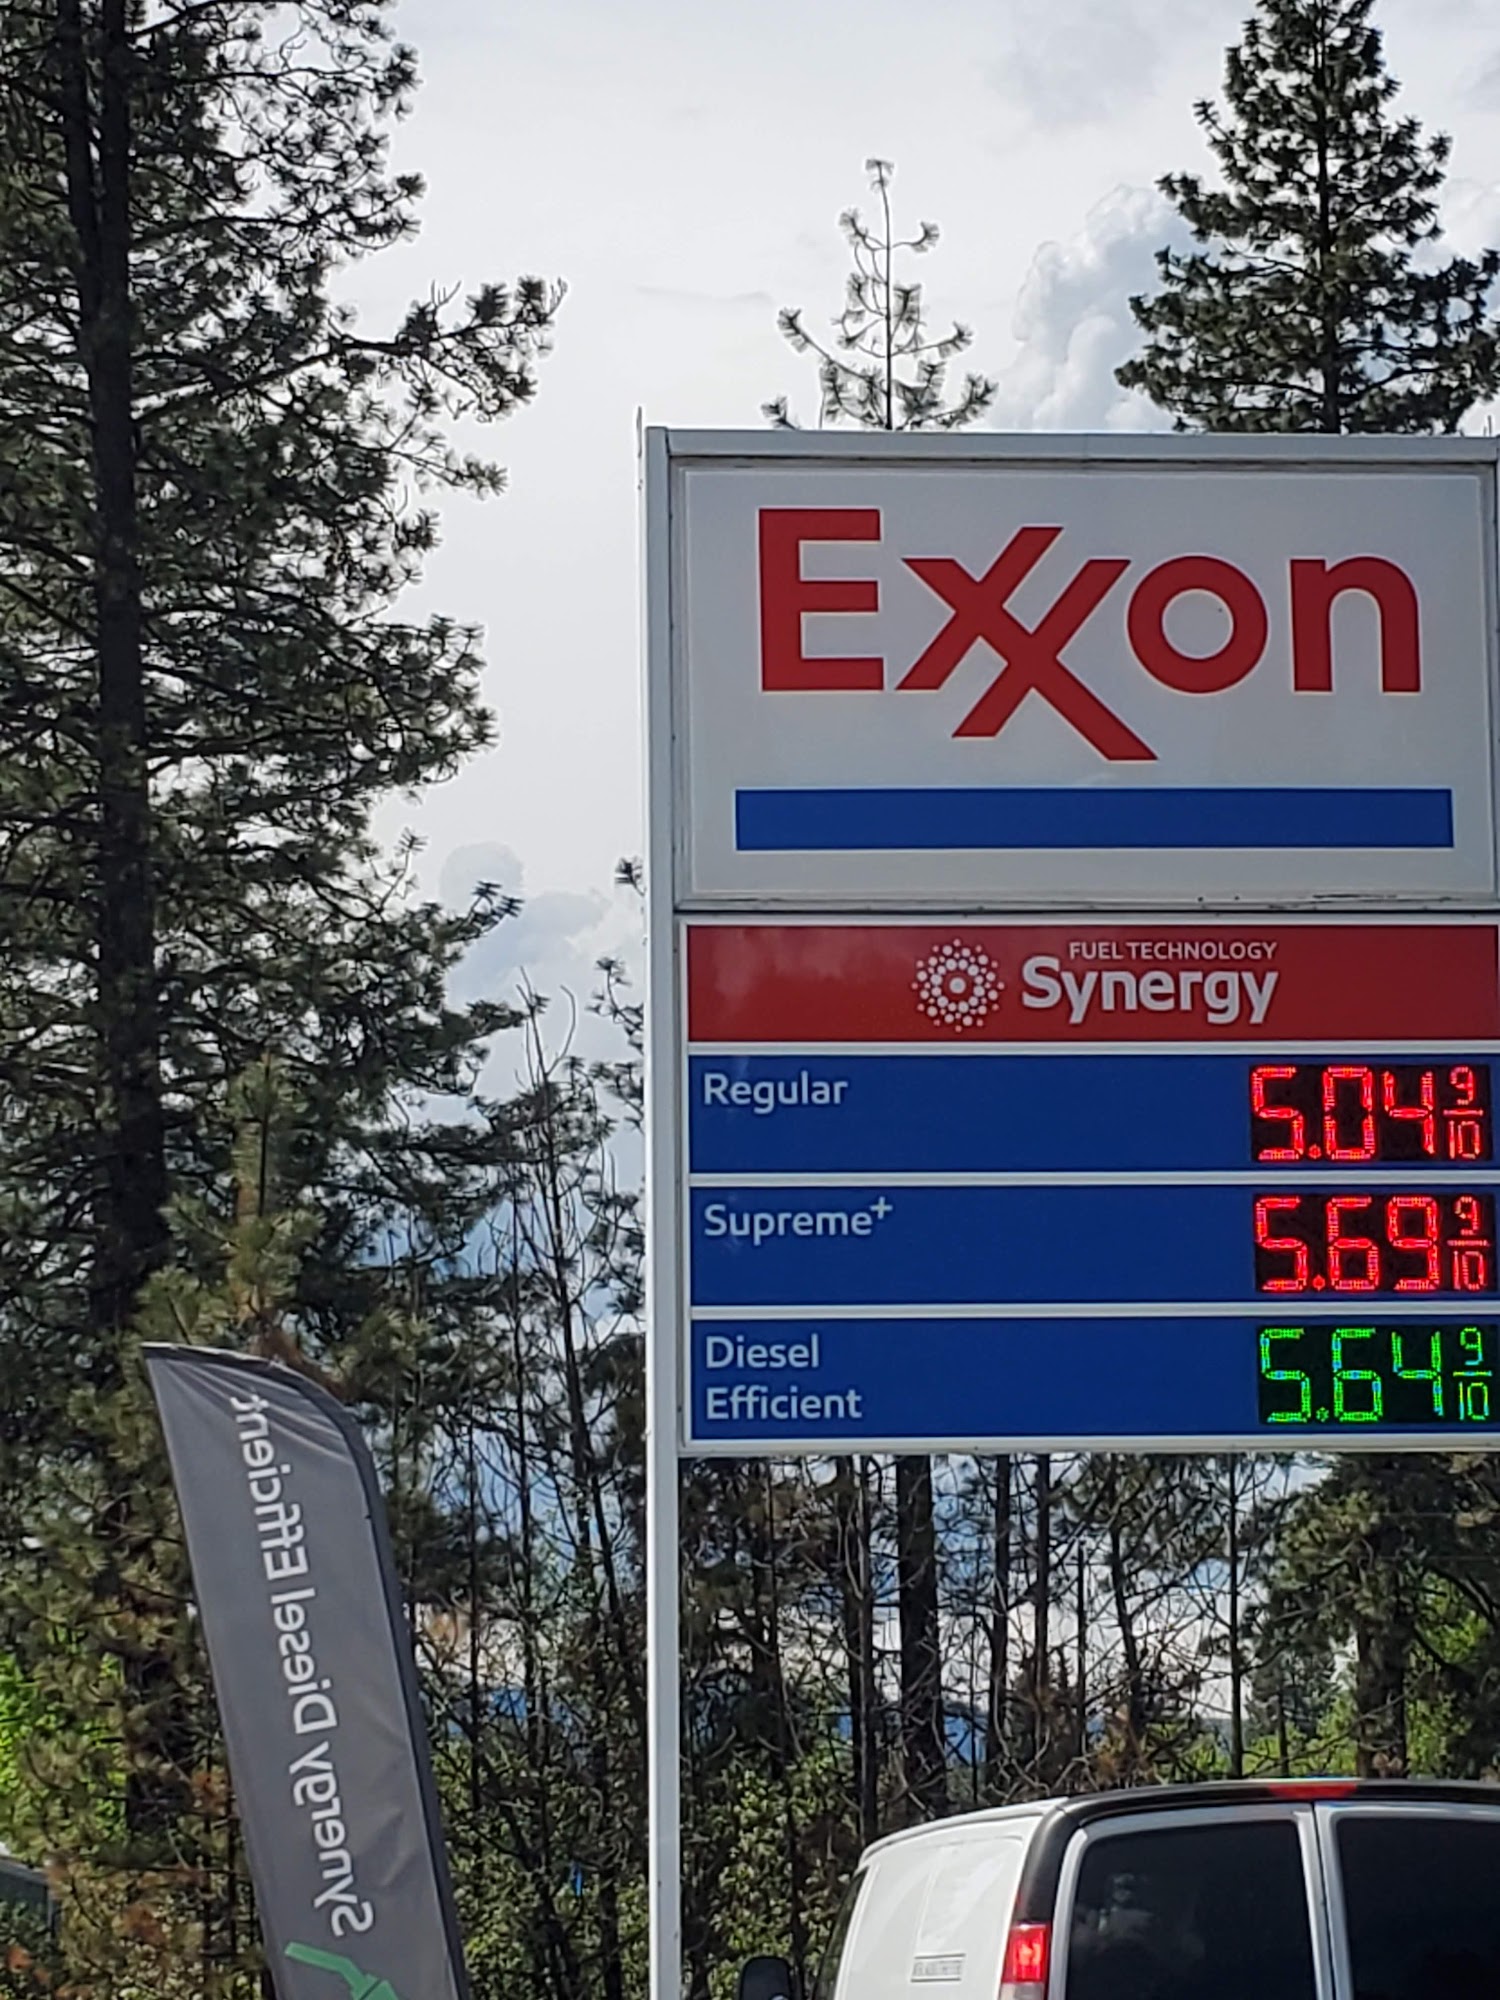 Exxon
FUEL TECHNOLOGY
Synergy
Regular 5.04 9/10
Supreme+ 5.69 9/10
Diesel 5.64 9/10
Efficient
Synergy Diesel Efficient